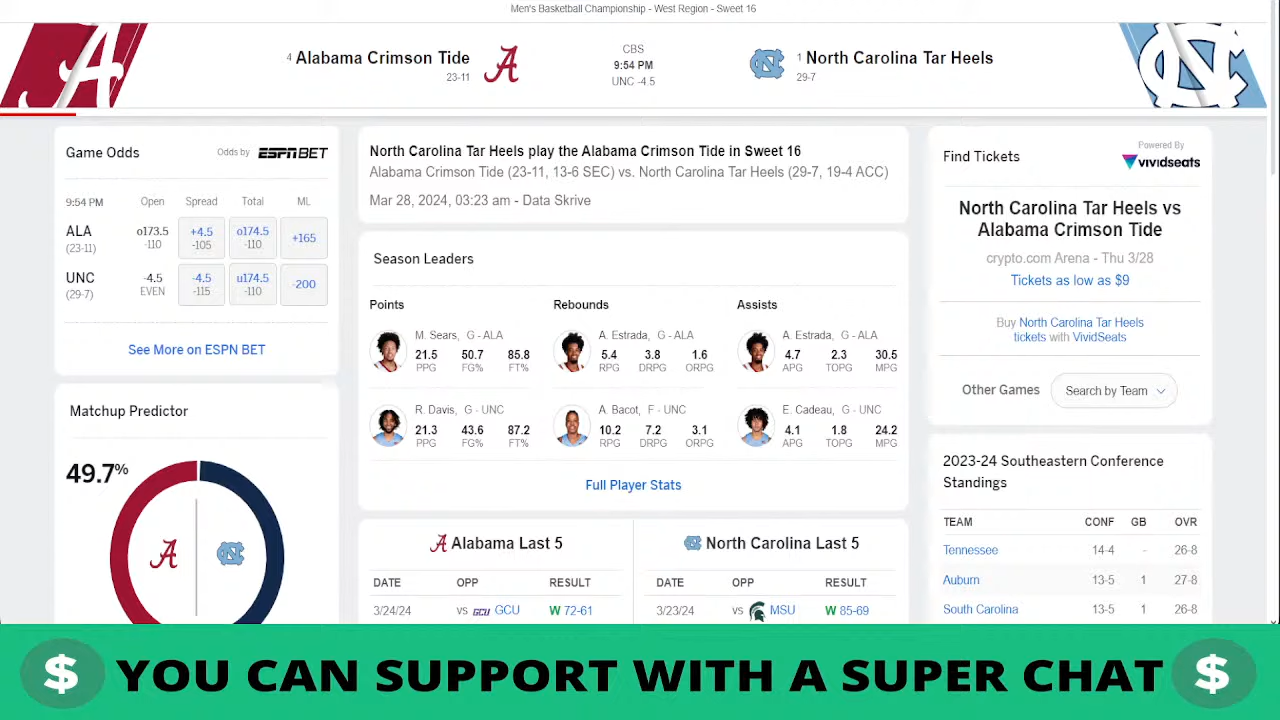 Men's Basketball Championship - West Region - Sweet 16
4 Alabama Crimson Tide
23-11
CBS
9:54 PM
UNC -4.5
1 North Carolina Tar Heels
29-7
Game Odds
Odds by ESPN BET
9:54 PM Open Spread Total ML
ALA o173.5 +4.5 o174.5 +165
(23-11) -110 -105 -110
UNC -4.5 -4.5 u174.5 -200
(29-7) EVEN -115 -110
See More on ESPN BET
Matchup Predictor
49.7%
North Carolina Tar Heels play the Alabama Crimson Tide in Sweet 16
Alabama Crimson Tide (23-11, 13-6 SEC) vs. North Carolina Tar Heels (29-7, 19-4 ACC)
Mar 28, 2024, 03:23 am - Data Skrive
Season Leaders
Points Rebounds Assists
M. Sears, G - ALA A. Estrada, G - ALA A. Estrada, G - ALA
21.5 50.7 85.8 5.4 3.8 1.6 4.7 2.3 30.5
PPG FG% FT% RPG DRPG ORPG APG TOPG MPG
R. Davis, G - UNC A. Bacot, F - UNC E. Cadeau, G - UNC
21.3 43.6 87.2 10.2 7.2 3.1 4.1 1.8 24.2
PPG FG% FT% RPG DRPG ORPG APG TOPG MPG
Full Player Stats
Alabama Last 5
DATE OPP RESULT
3/24/24 vs GCU GCU W 72-61
North Carolina Last 5
DATE OPP RESULT
3/23/24 vs MSU W 85-69
Find Tickets
Powered By
vividseats
North Carolina Tar Heels vs
Alabama Crimson Tide
crypto.com Arena - Thu 3/28
Tickets as low as $9
Buy North Carolina Tar Heels
tickets with VividSeats
Other Games Search by Team
2023-24 Southeastern Conference
Standings
TEAM CONF GB OVR
Tennessee 14-4 - 26-8
Auburn 13-5 1 27-8
South Carolina 13-5 1 26-8
$ YOU CAN SUPPORT WITH A SUPER CHAT $